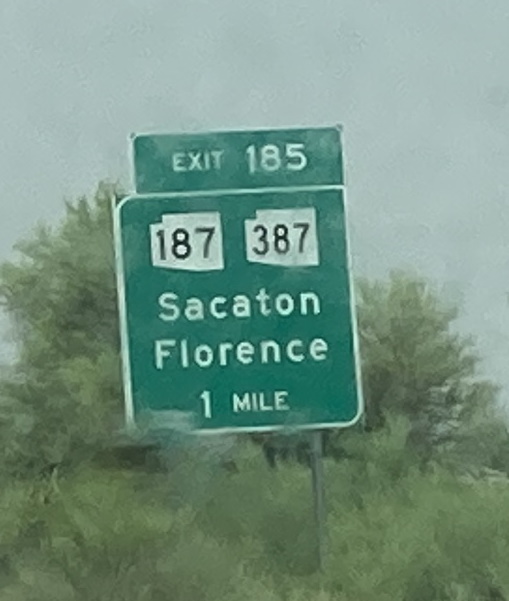 EXIT 185
187 387
Sacaton
Florence
1 MILE